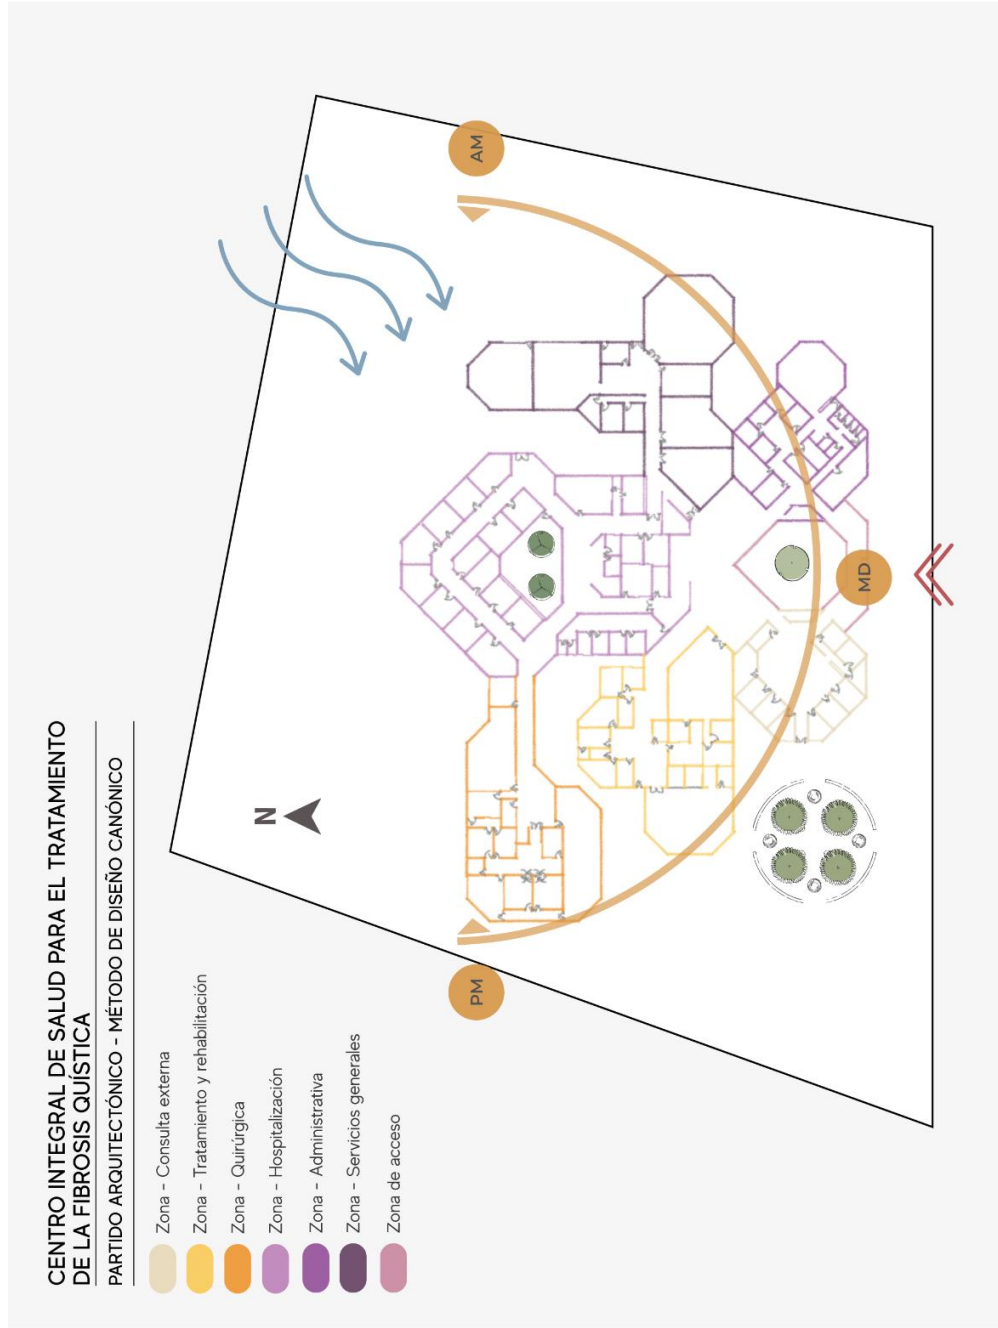 CENTRO INTEGRAL DE SALUD PARA EL TRATAMIENTO
DE LA FIBROSIS QUÍSTICA
PARTIDO ARQUITECTÓNICO - MÉTODO DE DISEÑO CANÓNICO
Zona - Consulta externa
Zona - Tratamiento y rehabilitación
Zona - Quirúrgica
Zona - Hospitalización
Zona - Administrativa
Zona - Servicios generales
Zona de acceso
N
PM
MD
AM